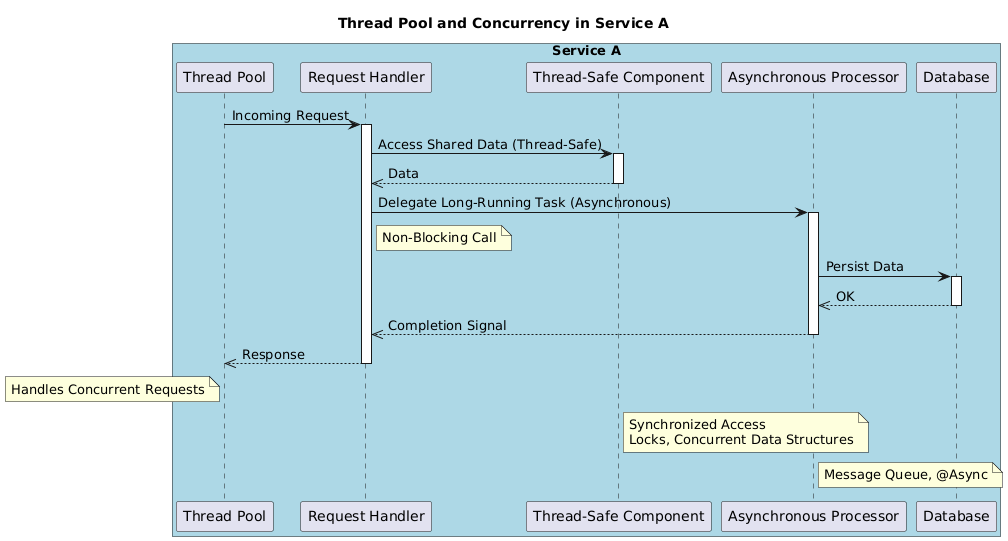 Thread Pool and Concurrency in Service A
Service A
Thread Pool
Request Handler
Thread-Safe Component
Asynchronous Processor
Database
Incoming Request
Access Shared Data (Thread-Safe)
Data
Delegate Long-Running Task (Asynchronous)
Non-Blocking Call
Persist Data
OK
Completion Signal
Response
Handles Concurrent Requests
Synchronized Access
Locks, Concurrent Data Structures
Message Queue, @Async
Thread Pool
Request Handler
Thread-Safe Component
Asynchronous Processor
Database